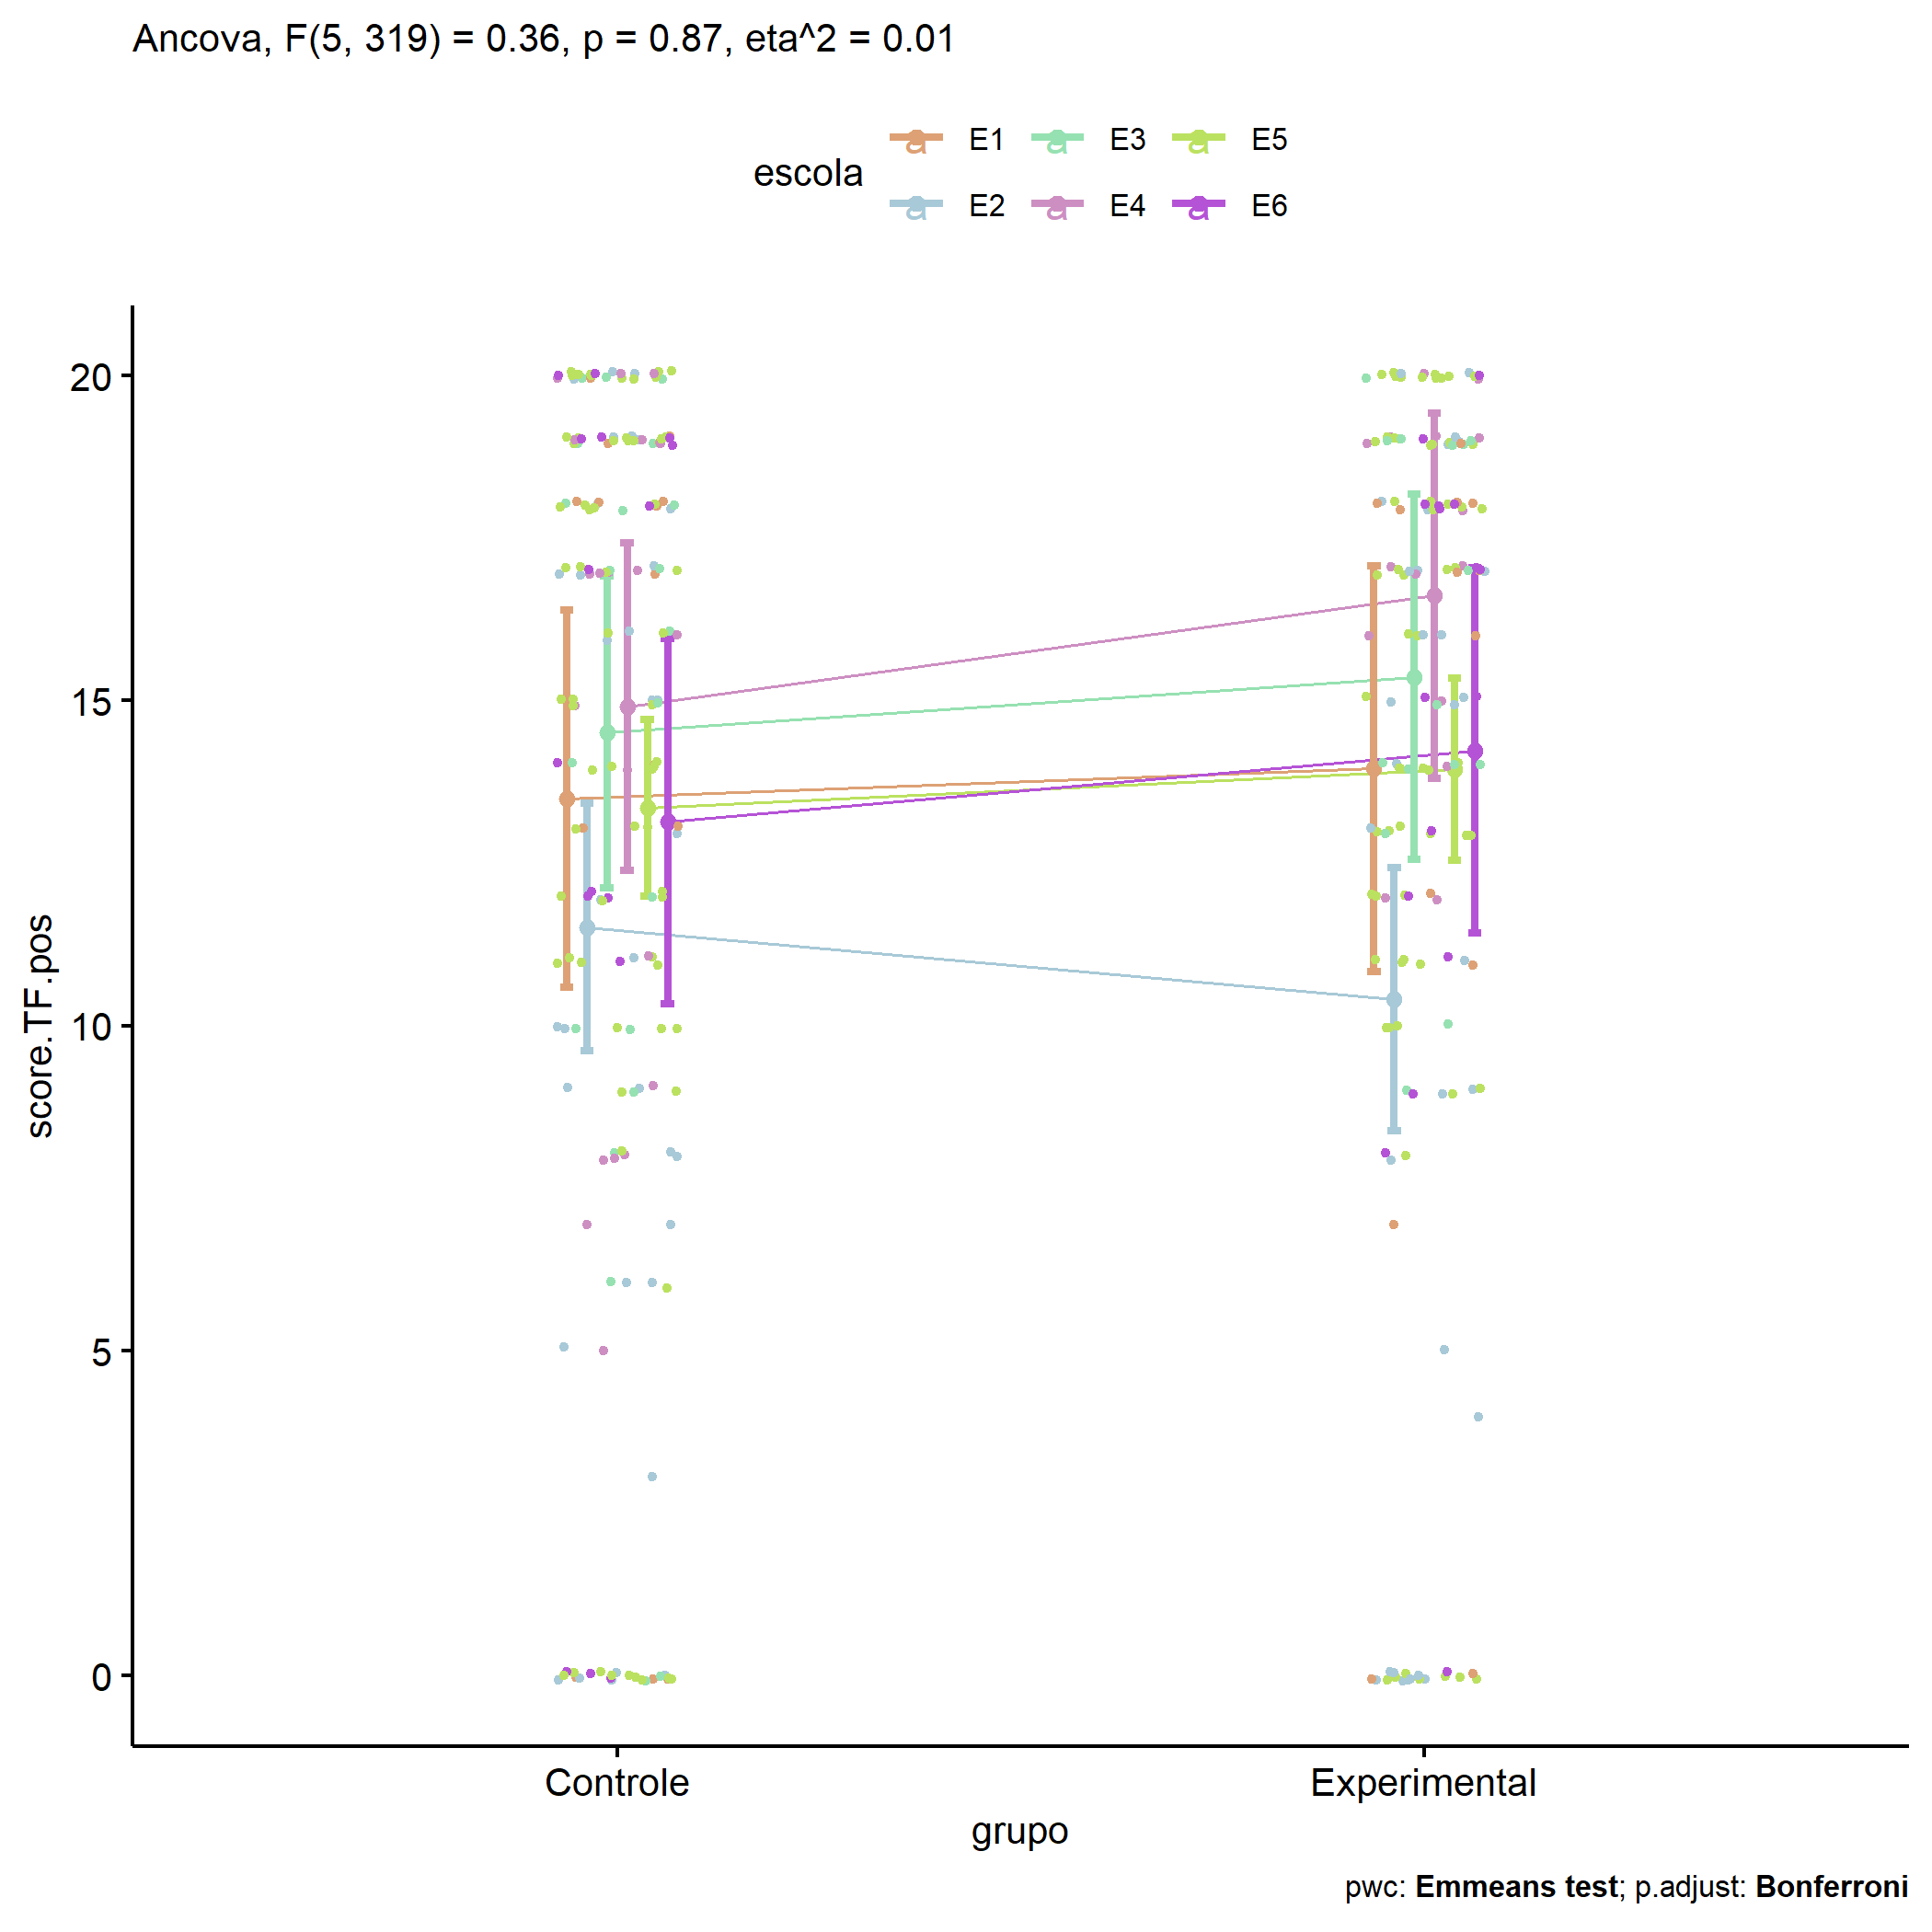 Ancova, F(5, 319) = 0.36, p = 0.87, eta^2 = 0.01
escola
a E1 a E3 a E5
a E2 a E4 a E6
20
15
10
5
0
score.TF.pos
Controle Experimental
grupo
pwc: Emmeans test; p.adjust: Bonferroni